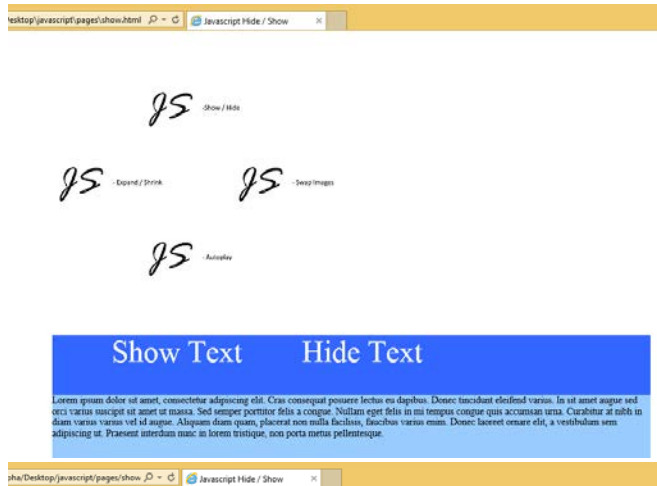 esktop\javascript\pages\show.html
Javascript Hide / Show
JS -Show / Hide
JS - Expand / Shrink JS - Swap Images
JS - Autoplay
Show Text Hide Text
Lorem ipsum dolor sit amet, consectetur adipiscing elit. Cras consequat posuere lectus eu dapibus. Donec tincidunt eleifend varius. In sit amet augue sed
orci varius suscipit sit amet ut massa. Sed semper porttitor felis a congue. Nullam eget felis in mi tempus congue quis accumsan urna. Curabitur at nibh in
diam varius varius vel id augue. Aliquam diam quam, placerat non nulla facilisis, faucibus varius enim. Donec laoreet ornare elit, a vestibulum sem
adipiscing ut. Praesent interdum nunc in lorem tristique, non porta metus pellentesque.
pha/Desktop/javascript/pages/show
Javascript Hide / Show